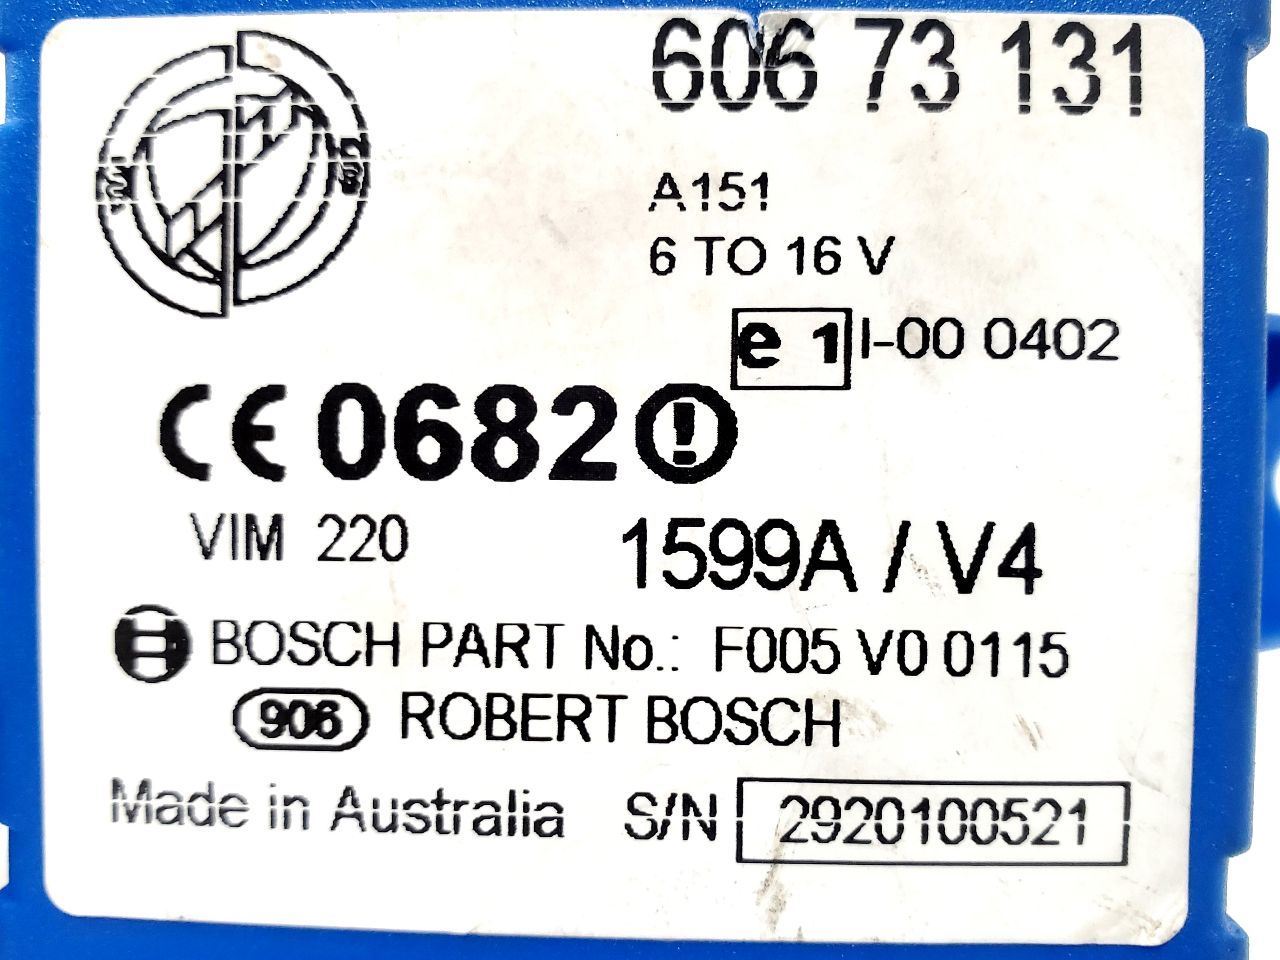 606 73 131
A151
6 TO 16 V
e 1 I-00 0402
CE 0682 !
VIM 220 1599A / V4
BOSCH PART No.: F005 V0 0115
906 ROBERT BOSCH
Made in Australia S/N 2920100521